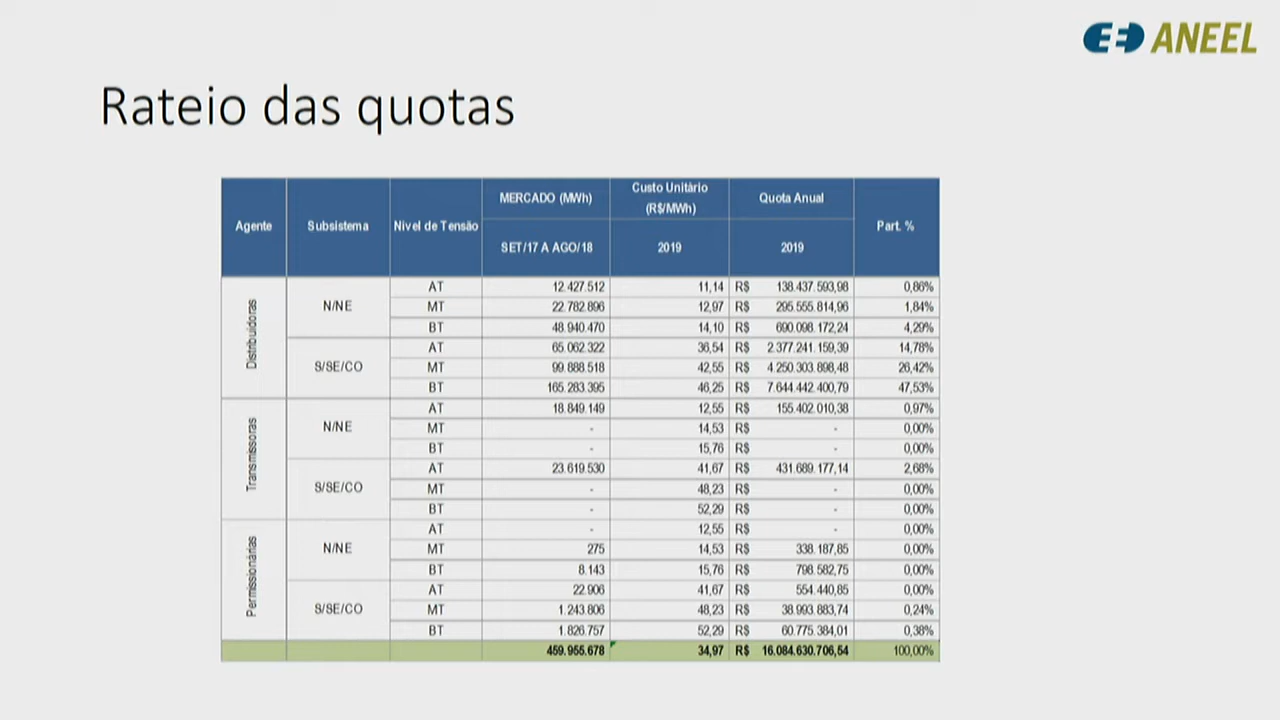 ANEEL
Rateio das quotas
Agente Subsistema Nivel de Tensão MERCADO (MWh) Custo Unitário (R$/MWh) Quota Anual Part. %
SET/17 A AGO/18 2019 2019
Distribuidoras N/NE AT 12.427.512 11,14 R$ 138.437.593,98 0,86%
MT 22.782.896 12,97 R$ 295.555.814,96 1,84%
BT 48.940.470 14,10 R$ 690.098.172,24 4,29%
S/SE/CO AT 65.062.322 36,54 R$ 2.377.241.159,39 14,78%
MT 99.888.518 42,55 R$ 4.250.303.898,48 26,42%
BT 165.283.395 46,25 R$ 7.644.442.400,79 47,53%
Transmissoras N/NE AT 18.849.149 12,55 R$ 155.402.010,38 0,97%
MT - 14,53 R$ - 0,00%
BT - 15,76 R$ - 0,00%
S/SE/CO AT 23.619.530 41,67 R$ 431.689.177,14 2,68%
MT - 48,23 R$ - 0,00%
BT - 52,29 R$ - 0,00%
Permissionárias N/NE AT - 12,55 R$ - 0,00%
MT 275 14,53 R$ 338.187,85 0,00%
BT 8.143 15,76 R$ 798.582,75 0,00%
S/SE/CO AT 22.906 41,67 R$ 554.440,85 0,00%
MT 1.243.806 48,23 R$ 38.993.883,74 0,24%
BT 1.826.757 52,29 R$ 60.775.384,01 0,38%
459.955.678 34,97 R$ 16.084.630.706,54 100,00%